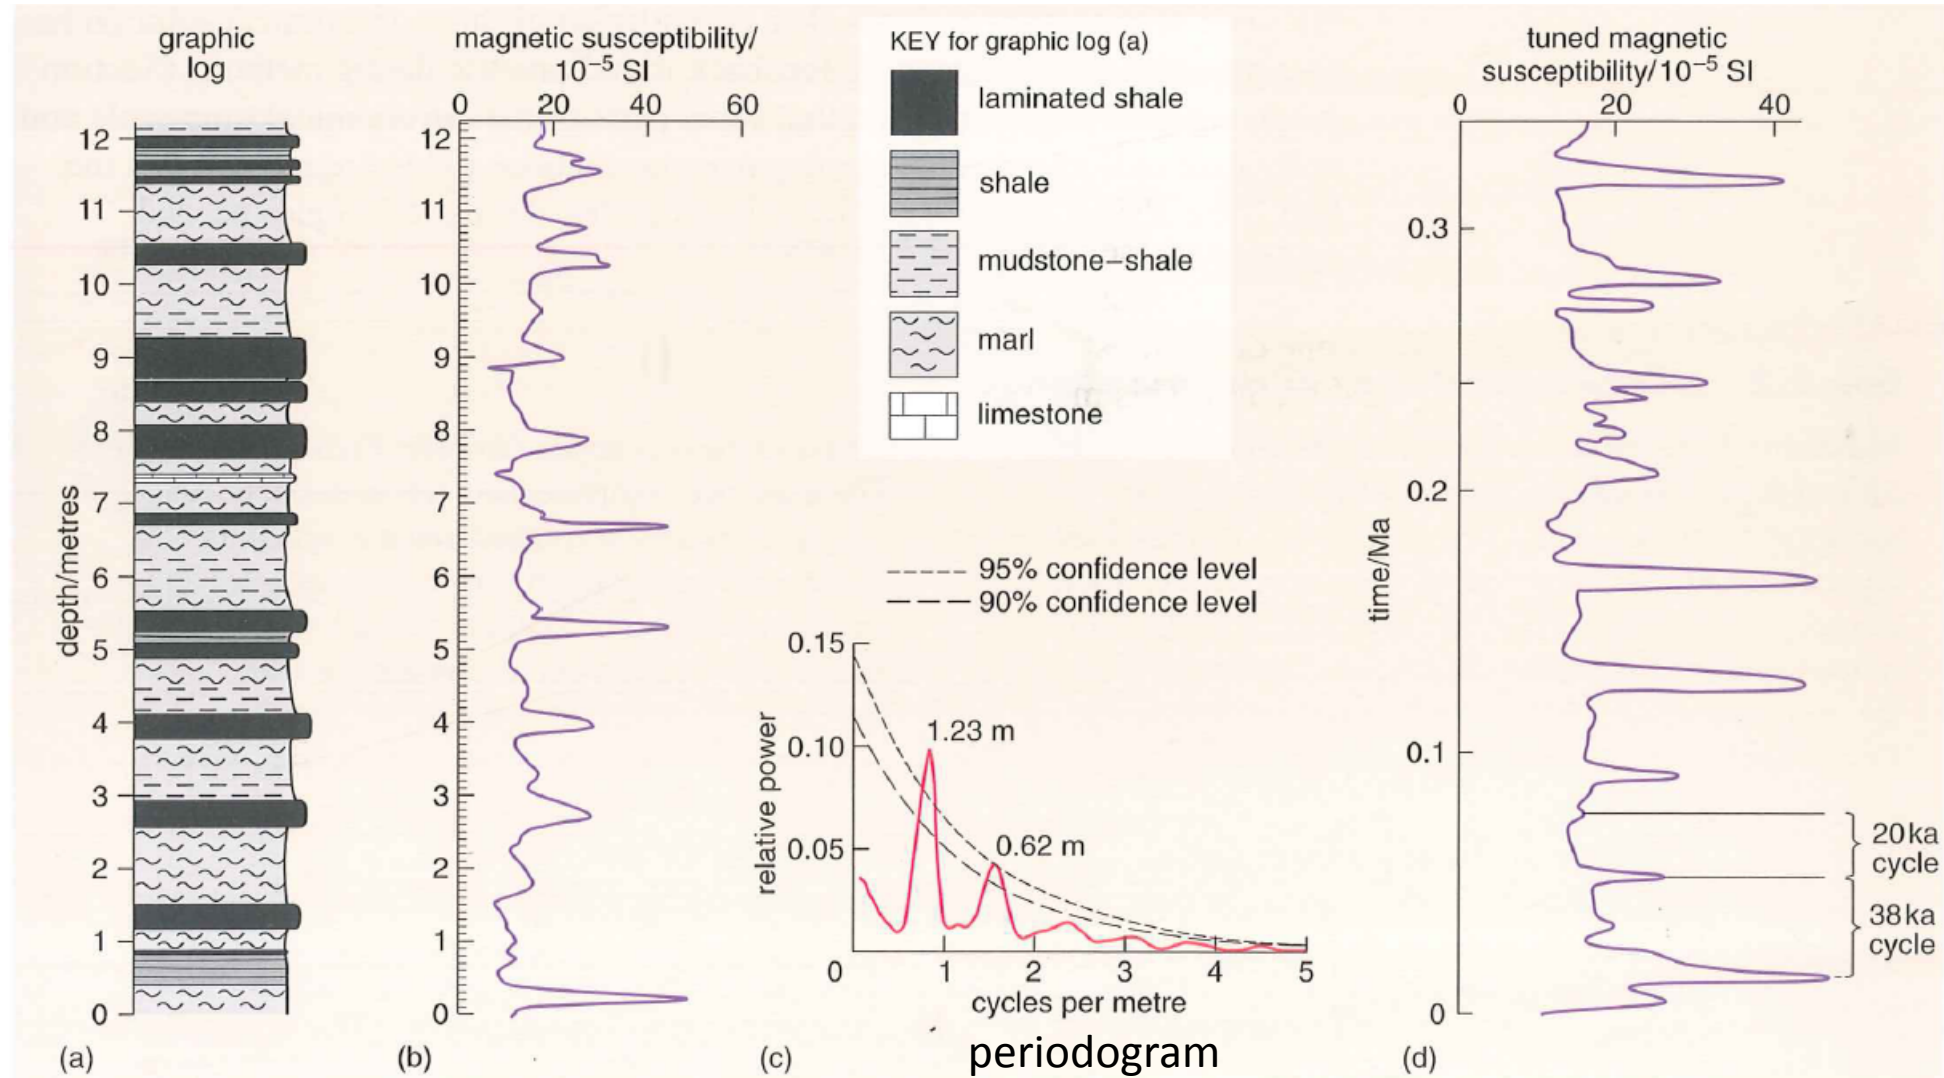 graphic
log
12
11
10
9
8
7
6
5
4
3
2
1
0
depth/metres
(a)
magnetic susceptibility/
10⁻⁵ SI
0 20 40 60
12
11
10
9
8
7
6
5
4
3
2
1
0
(b)
KEY for graphic log (a)
laminated shale
shale
mudstone–shale
marl
limestone
95% confidence level
90% confidence level
0.15
0.10
0.05
relative power
1.23 m
0.62 m
0 1 2 3 4 5
cycles per metre
(c)
periodogram
tuned magnetic
susceptibility/10⁻⁵ SI
0 20 40
0.3
0.2
0.1
0
time/Ma
20 ka
cycle
38 ka
cycle
(d)